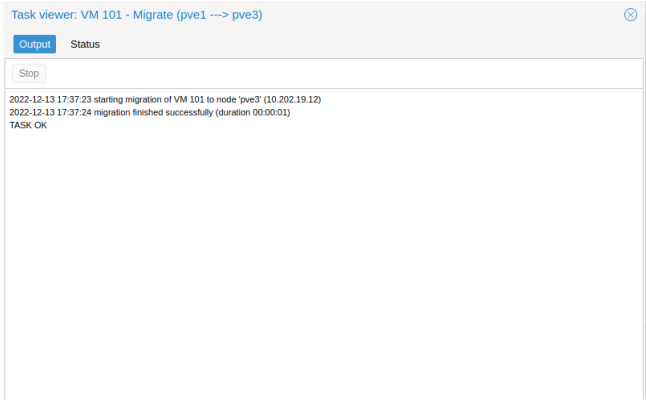 Task viewer: VM 101 - Migrate (pve1 ---> pve3)
Output Status
Stop
2022-12-13 17:37:23 starting migration of VM 101 to node 'pve3' (10.202.19.12)
2022-12-13 17:37:24 migration finished successfully (duration 00:00:01)
TASK OK